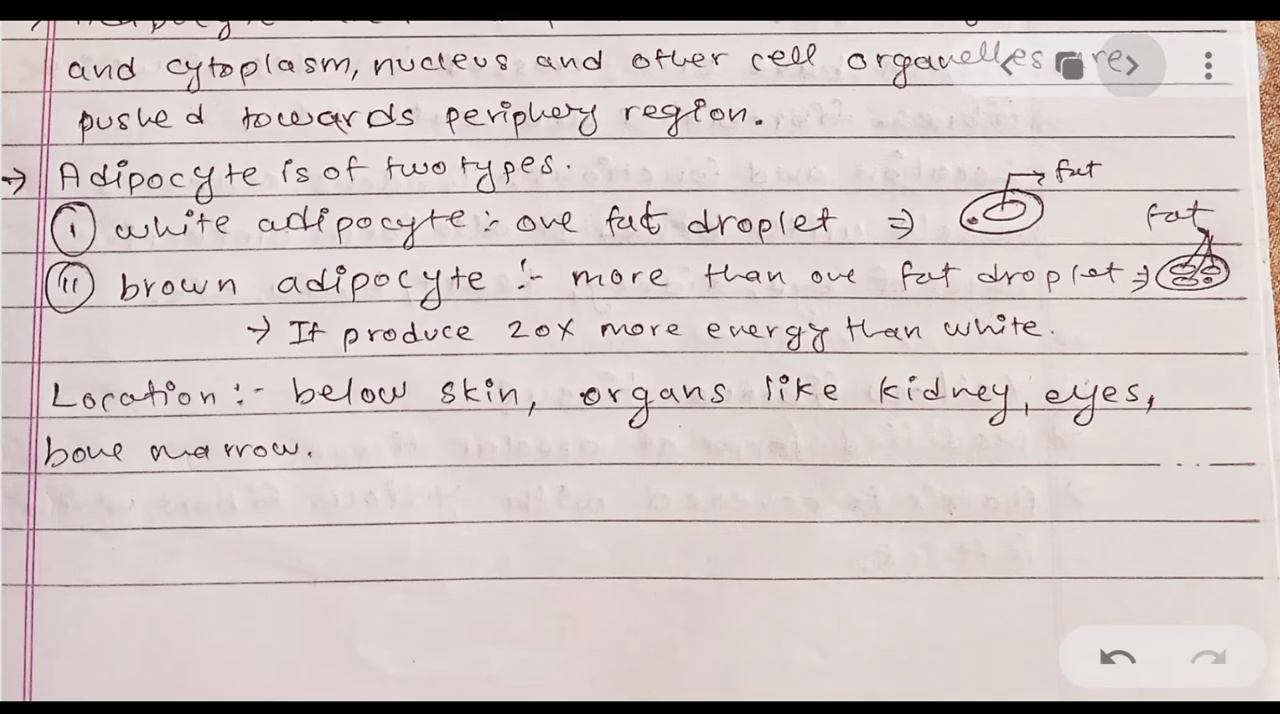 and cytoplasm, nucleus and other cell organelles are
pushed towards periphery region.
→ Adipocyte is of two types.
→ fat
(i) white adipocyte :- one fat droplet ⇒
fat
(ii) brown adipocyte :- more than one fat droplet ⇒
→ It produce 20X more energy than white.
Location :- below skin, organs like kidney, eyes,
bone marrow.